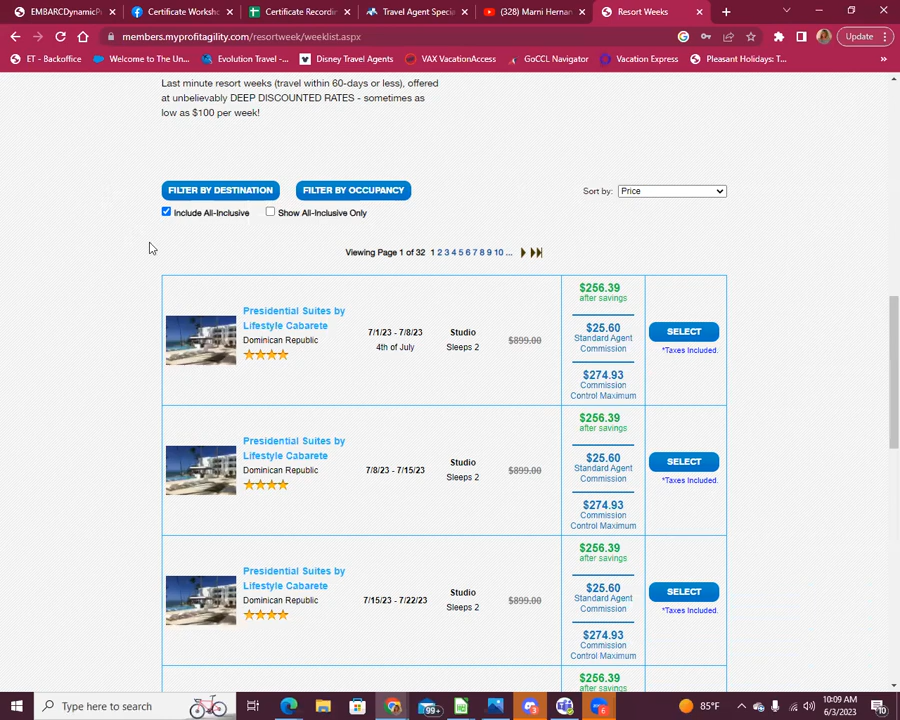 EMBARCDynamicP
Certificate Worksho
Certificate Recordin
Travel Agent Specia
(328) Marni Hernan
Resort Weeks
members.myprofitagility.com/resortweek/weeklist.aspx
Update
ET - Backoffice
Welcome to The Un...
Evolution Travel -...
Disney Travel Agents
VAX VacationAccess
GoCCL Navigator
Vacation Express
Pleasant Holidays: T...
Last minute resort weeks (travel within 60-days or less), offered
at unbelievably DEEP DISCOUNTED RATES - sometimes as
low as $100 per week!
FILTER BY DESTINATION
FILTER BY OCCUPANCY
Sort by: Price
Include All-Inclusive
Show All-Inclusive Only
Viewing Page 1 of 32 1 2 3 4 5 6 7 8 9 10 ...
Presidential Suites by
Lifestyle Cabarete
Dominican Republic
7/1/23 - 7/8/23
4th of July
Studio
Sleeps 2
$899.00
$256.39
after savings
$25.60
Standard Agent
Commission
$274.93
Commission
Control Maximum
SELECT
*Taxes Included.
Presidential Suites by
Lifestyle Cabarete
Dominican Republic
7/8/23 - 7/15/23
Studio
Sleeps 2
$899.00
$256.39
after savings
$25.60
Standard Agent
Commission
$274.93
Commission
Control Maximum
SELECT
*Taxes Included.
Presidential Suites by
Lifestyle Cabarete
Dominican Republic
7/15/23 - 7/22/23
Studio
Sleeps 2
$899.00
$256.39
after savings
$25.60
Standard Agent
Commission
$274.93
Commission
Control Maximum
SELECT
*Taxes Included.
$256.39
Type here to search
99+
85°F
10:09 AM
6/3/2023
10